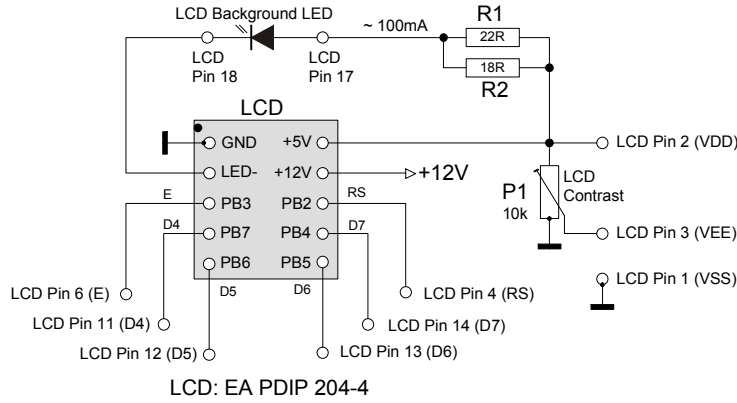 LCD Background LED
~ 100mA
R1
22R
18R
R2
LCD
Pin 18
LCD
Pin 17
LCD
GND
+5V
LCD Pin 2 (VDD)
LED-
+12V
+12V
P1
10k
LCD
Contrast
E
PB3
PB2
RS
D4
PB7
PB4
D7
LCD Pin 3 (VEE)
PB6
PB5
D5
D6
LCD Pin 1 (VSS)
LCD Pin 6 (E)
LCD Pin 4 (RS)
LCD Pin 11 (D4)
LCD Pin 14 (D7)
LCD Pin 12 (D5)
LCD Pin 13 (D6)
LCD: EA PDIP 204-4